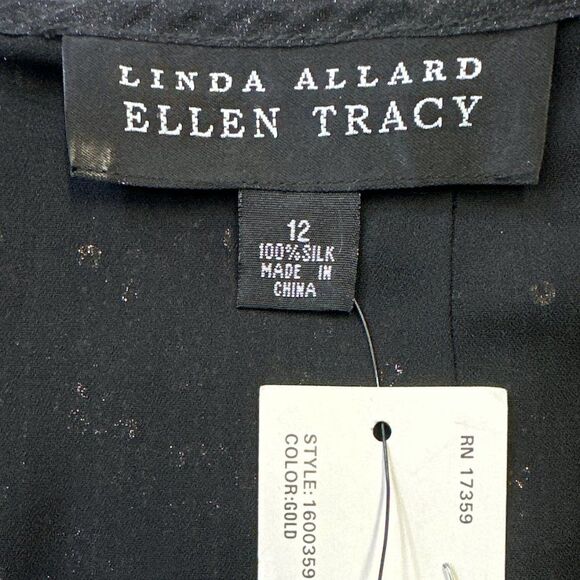 LINDA ALLARD
ELLEN TRACY
12
100% SILK
MADE IN
CHINA
RN 17359
STYLE: 1600359
COLOR:GOLD